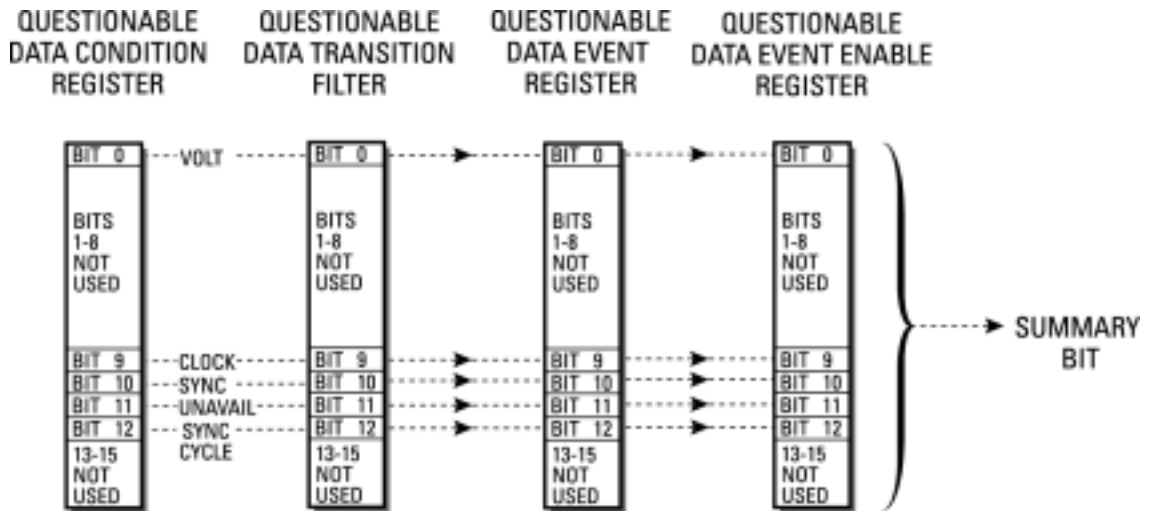 QUESTIONABLE
DATA CONDITION
REGISTER
QUESTIONABLE
DATA TRANSITION
FILTER
QUESTIONABLE
DATA EVENT
REGISTER
QUESTIONABLE
DATA EVENT ENABLE
REGISTER
BIT 0
BITS
1-8
NOT
USED
BIT 9
BIT 10
BIT 11
BIT 12
13-15
NOT
USED
VOLT
CLOCK
SYNC
UNAVAIL
SYNC
CYCLE
BIT 0
BITS
1-8
NOT
USED
BIT 9
BIT 10
BIT 11
BIT 12
13-15
NOT
USED
BIT 0
BITS
1-8
NOT
USED
BIT 9
BIT 10
BIT 11
BIT 12
13-15
NOT
USED
BIT 0
BITS
1-8
NOT
USED
BIT 9
BIT 10
BIT 11
BIT 12
13-15
NOT
USED
SUMMARY
BIT